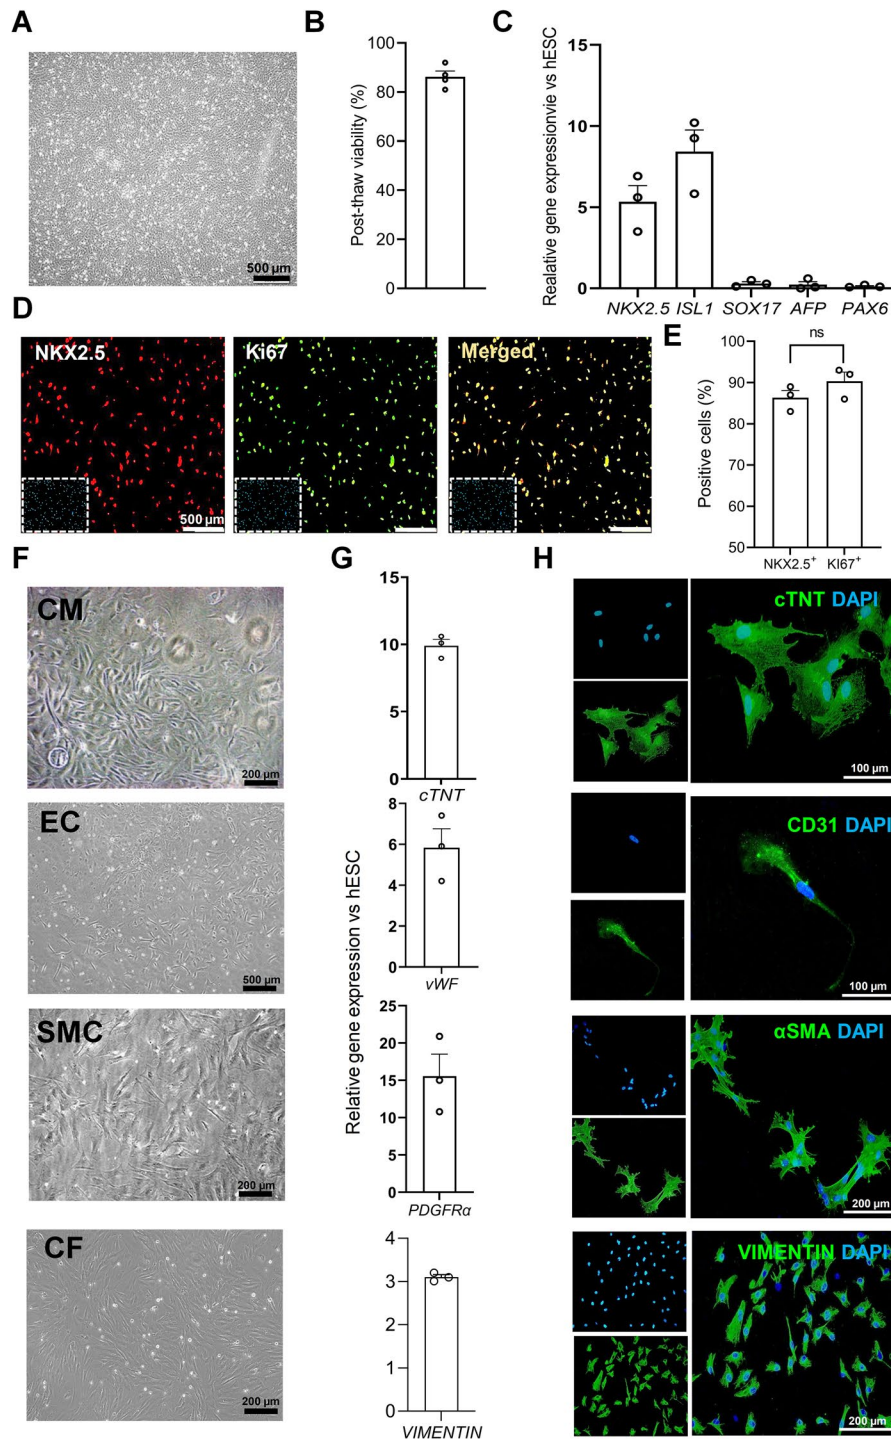 A
500 µm
B
Post-thaw viability (%)
100
80
60
40
20
0
C
Realative gene expressionvie vs hESC
15
10
5
0
NKX2.5 ISL1 SOX17 AFP PAX6
D
NKX2.5
500 µm
Ki67
Merged
E
Positive cells (%)
100
90
80
70
60
50
ns
NKX2.5+ KI67+
F
CM
200 µm
EC
500 µm
SMC
200 µm
CF
200 µm
G
Relative gene expression vs hESC
15
10
5
0
cTNT
8
6
4
2
0
vWF
25
20
15
10
5
0
PDGFRα
4
3
2
1
0
VIMENTIN
H
cTNT DAPI
100 µm
CD31 DAPI
100 µm
αSMA DAPI
200 µm
VIMENTIN DAPI
200 µm